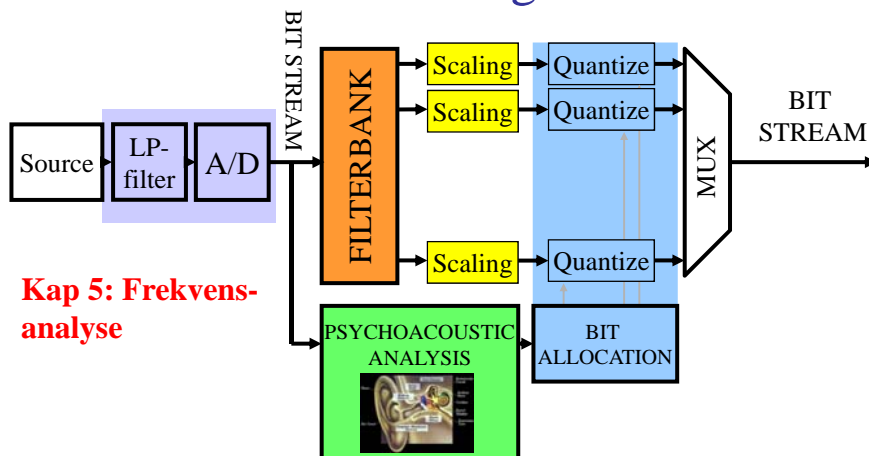 BIT STREAM
Scaling
Quantize
Scaling
Quantize
BIT
STREAM
Source
LP-
filter
A/D
FILTERBANK
MUX
Scaling
Quantize
Kap 5: Frekvens-
analyse
PSYCHOACOUSTIC
ANALYSIS
BIT
ALLOCATION